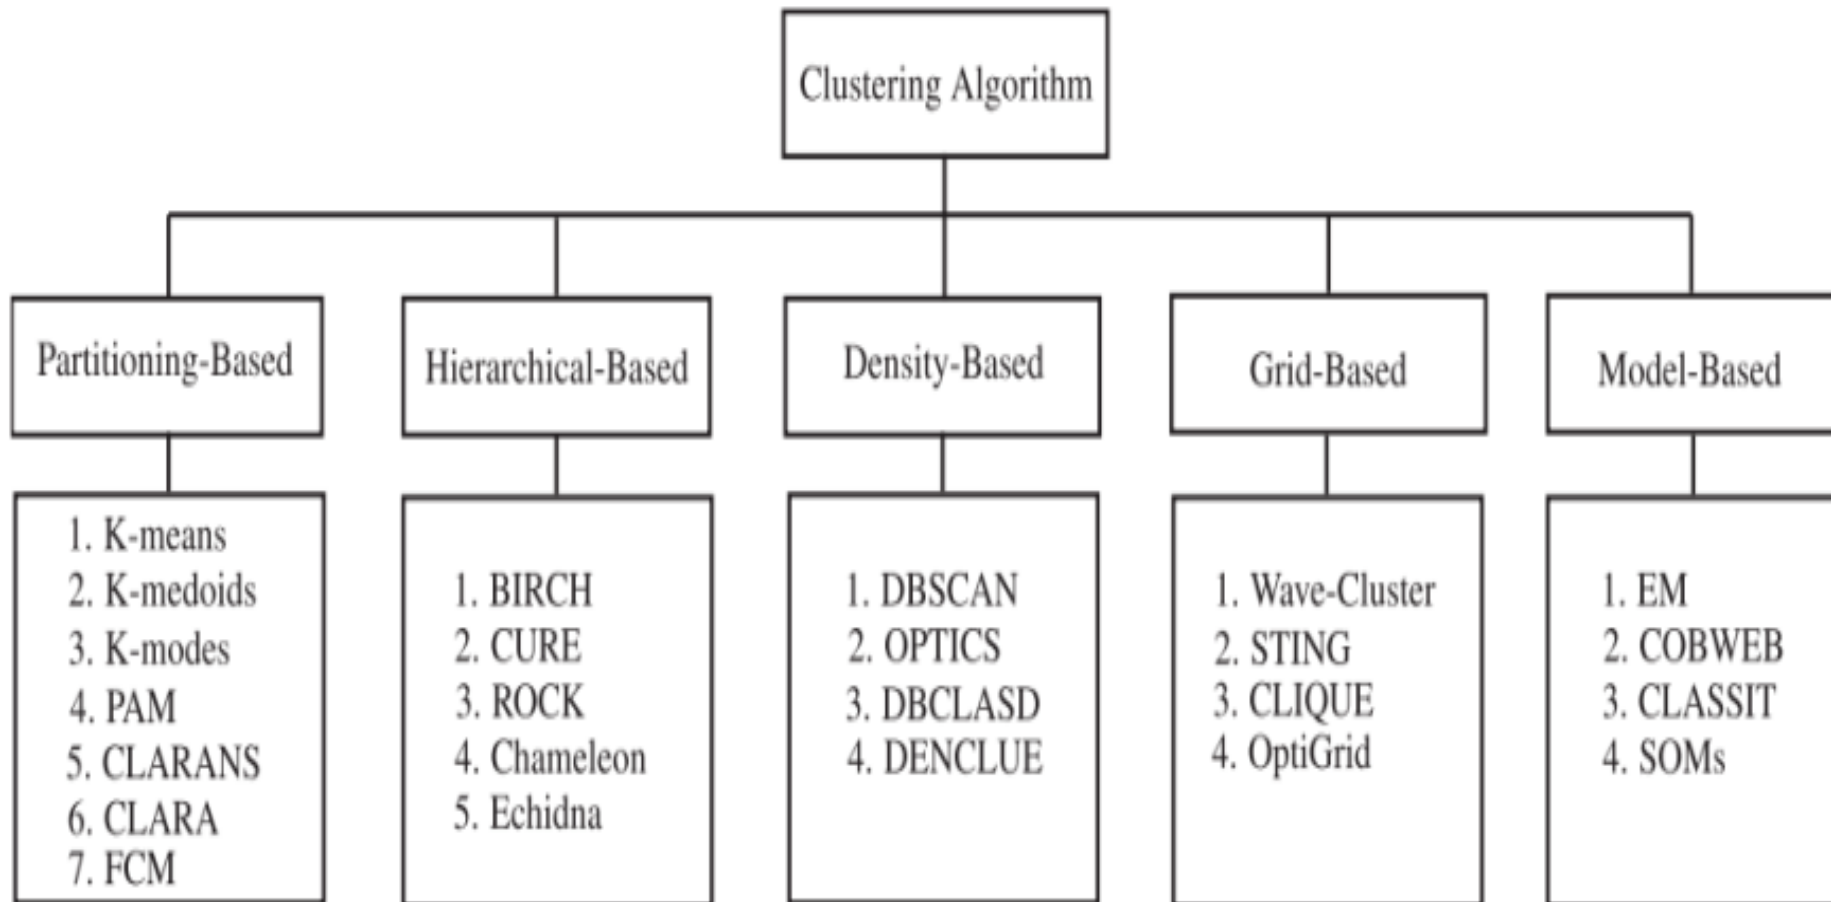 Clustering Algorithm
Partitioning-Based
Hierarchical-Based
Density-Based
Grid-Based
Model-Based
1. K-means
2. K-medoids
3. K-modes
4. PAM
5. CLARANS
6. CLARA
7. FCM
1. BIRCH
2. CURE
3. ROCK
4. Chameleon
5. Echidna
1. DBSCAN
2. OPTICS
3. DBCLASD
4. DENCLUE
1. Wave-Cluster
2. STING
3. CLIQUE
4. OptiGrid
1. EM
2. COBWEB
3. CLASSIT
4. SOMs